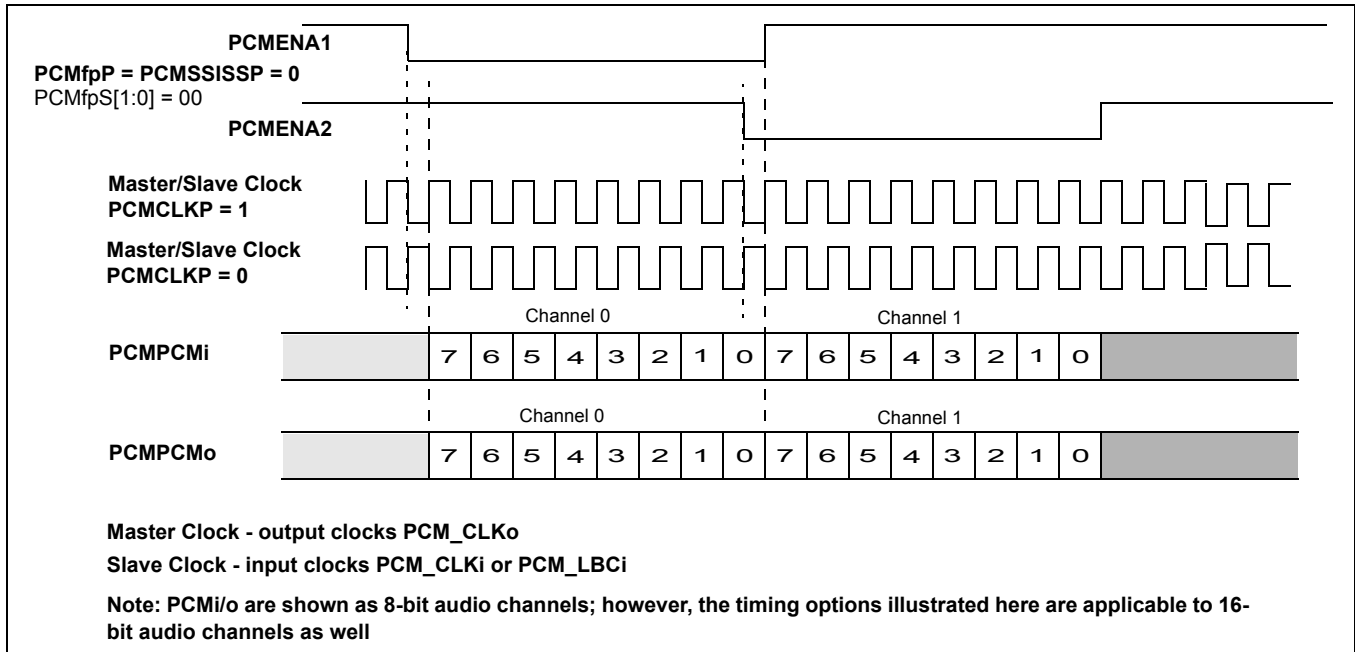 PCMENA1
PCMfpP = PCMSSISSP = 0
PCMfpS[1:0] = 00
PCMENA2
Master/Slave Clock
PCMCLKP = 1
Master/Slave Clock
PCMCLKP = 0
Channel 0 Channel 1
PCMPCMi 7 6 5 4 3 2 1 0 7 6 5 4 3 2 1 0
Channel 0 Channel 1
PCMPCMo 7 6 5 4 3 2 1 0 7 6 5 4 3 2 1 0
Master Clock - output clocks PCM_CLKo
Slave Clock - input clocks PCM_CLKi or PCM_LBCi
Note: PCMi/o are shown as 8-bit audio channels; however, the timing options illustrated here are applicable to 16-
bit audio channels as well